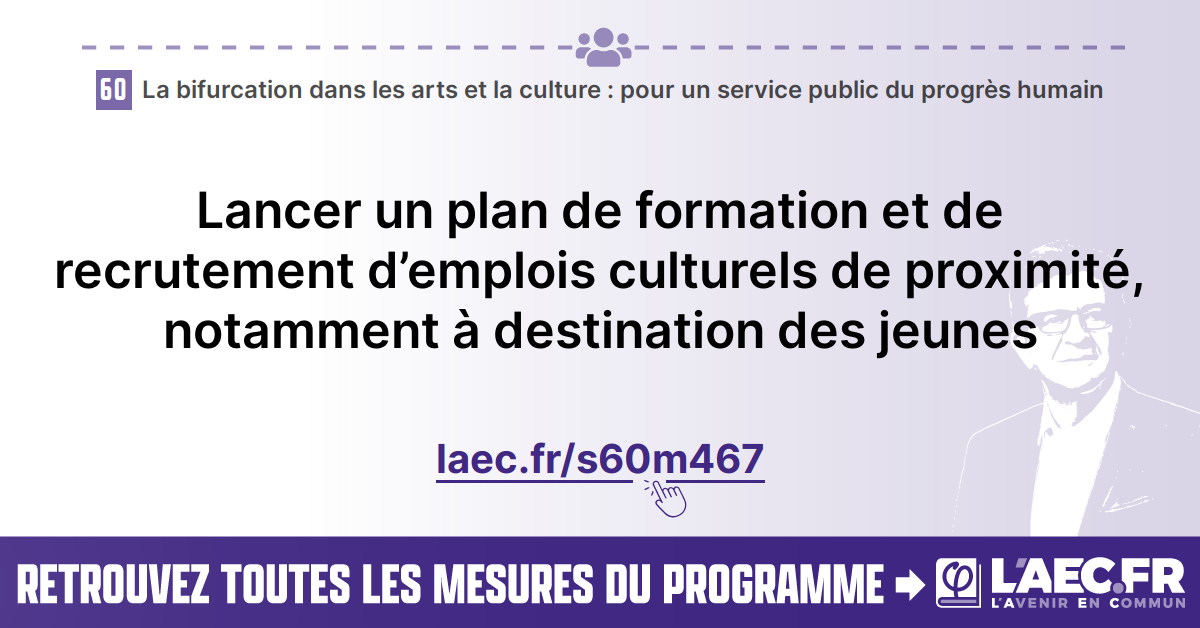 60 La bifurcation dans les arts et la culture : pour un service public du progrès humain
Lancer un plan de formation et de
recrutement d’emplois culturels de proximité,
notamment à destination des jeunes
laec.fr/s60m467
RETROUVEZ TOUTES LES MESURES DU PROGRAMME
φ L'AEC.FR
L'AVENIR EN COMMUN